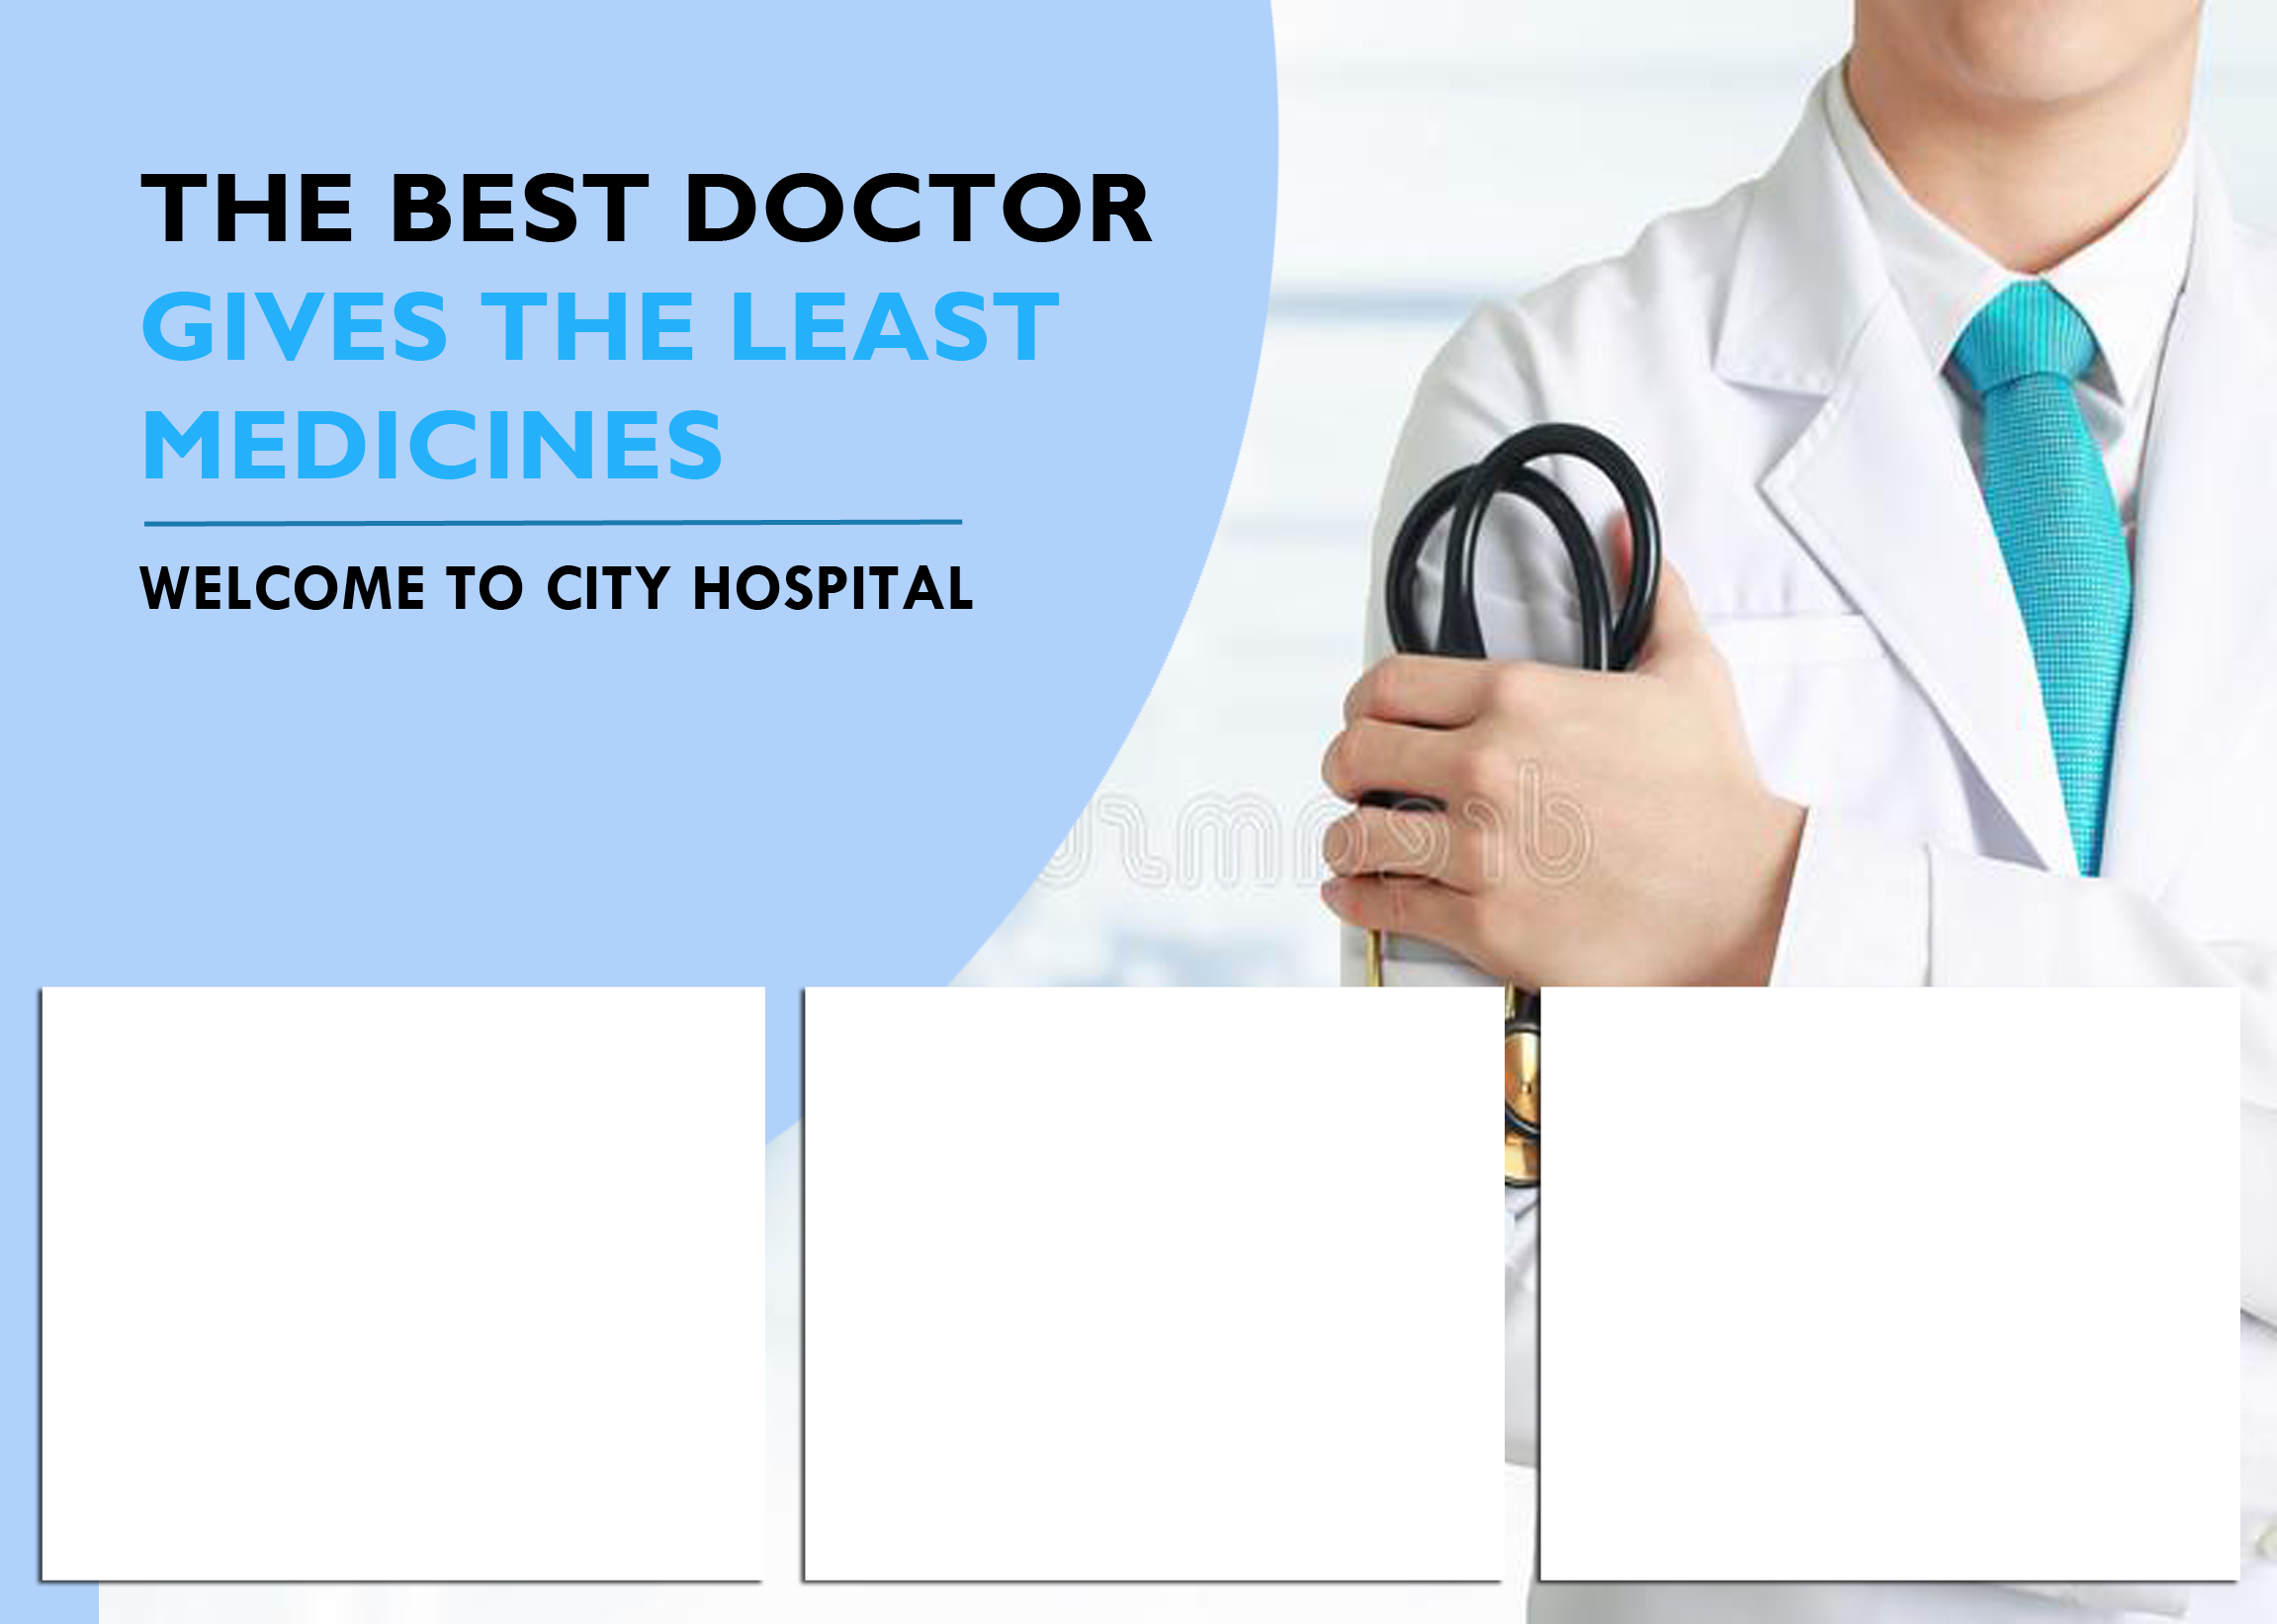 THE BEST DOCTOR
GIVES THE LEAST
MEDICINES
WELCOME TO CITY HOSPITAL